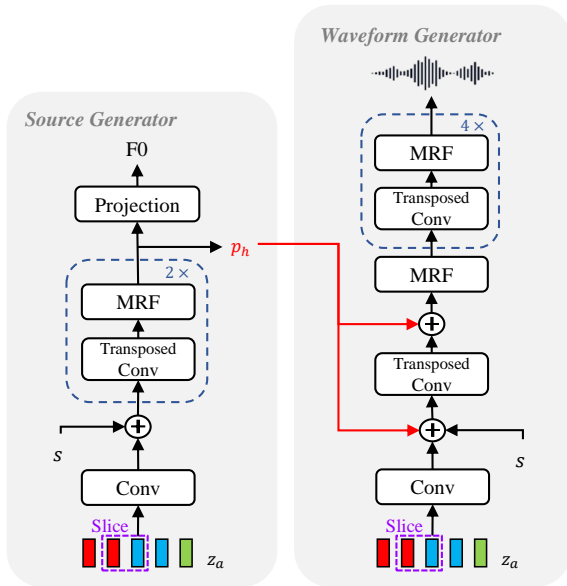 Source Generator
F0
Projection
p_h
2 ×
MRF
Transposed
Conv
+
s
Conv
Slice
z_a
Waveform Generator
4 ×
MRF
Transposed
Conv
MRF
+
Transposed
Conv
+
s
Conv
Slice
z_a